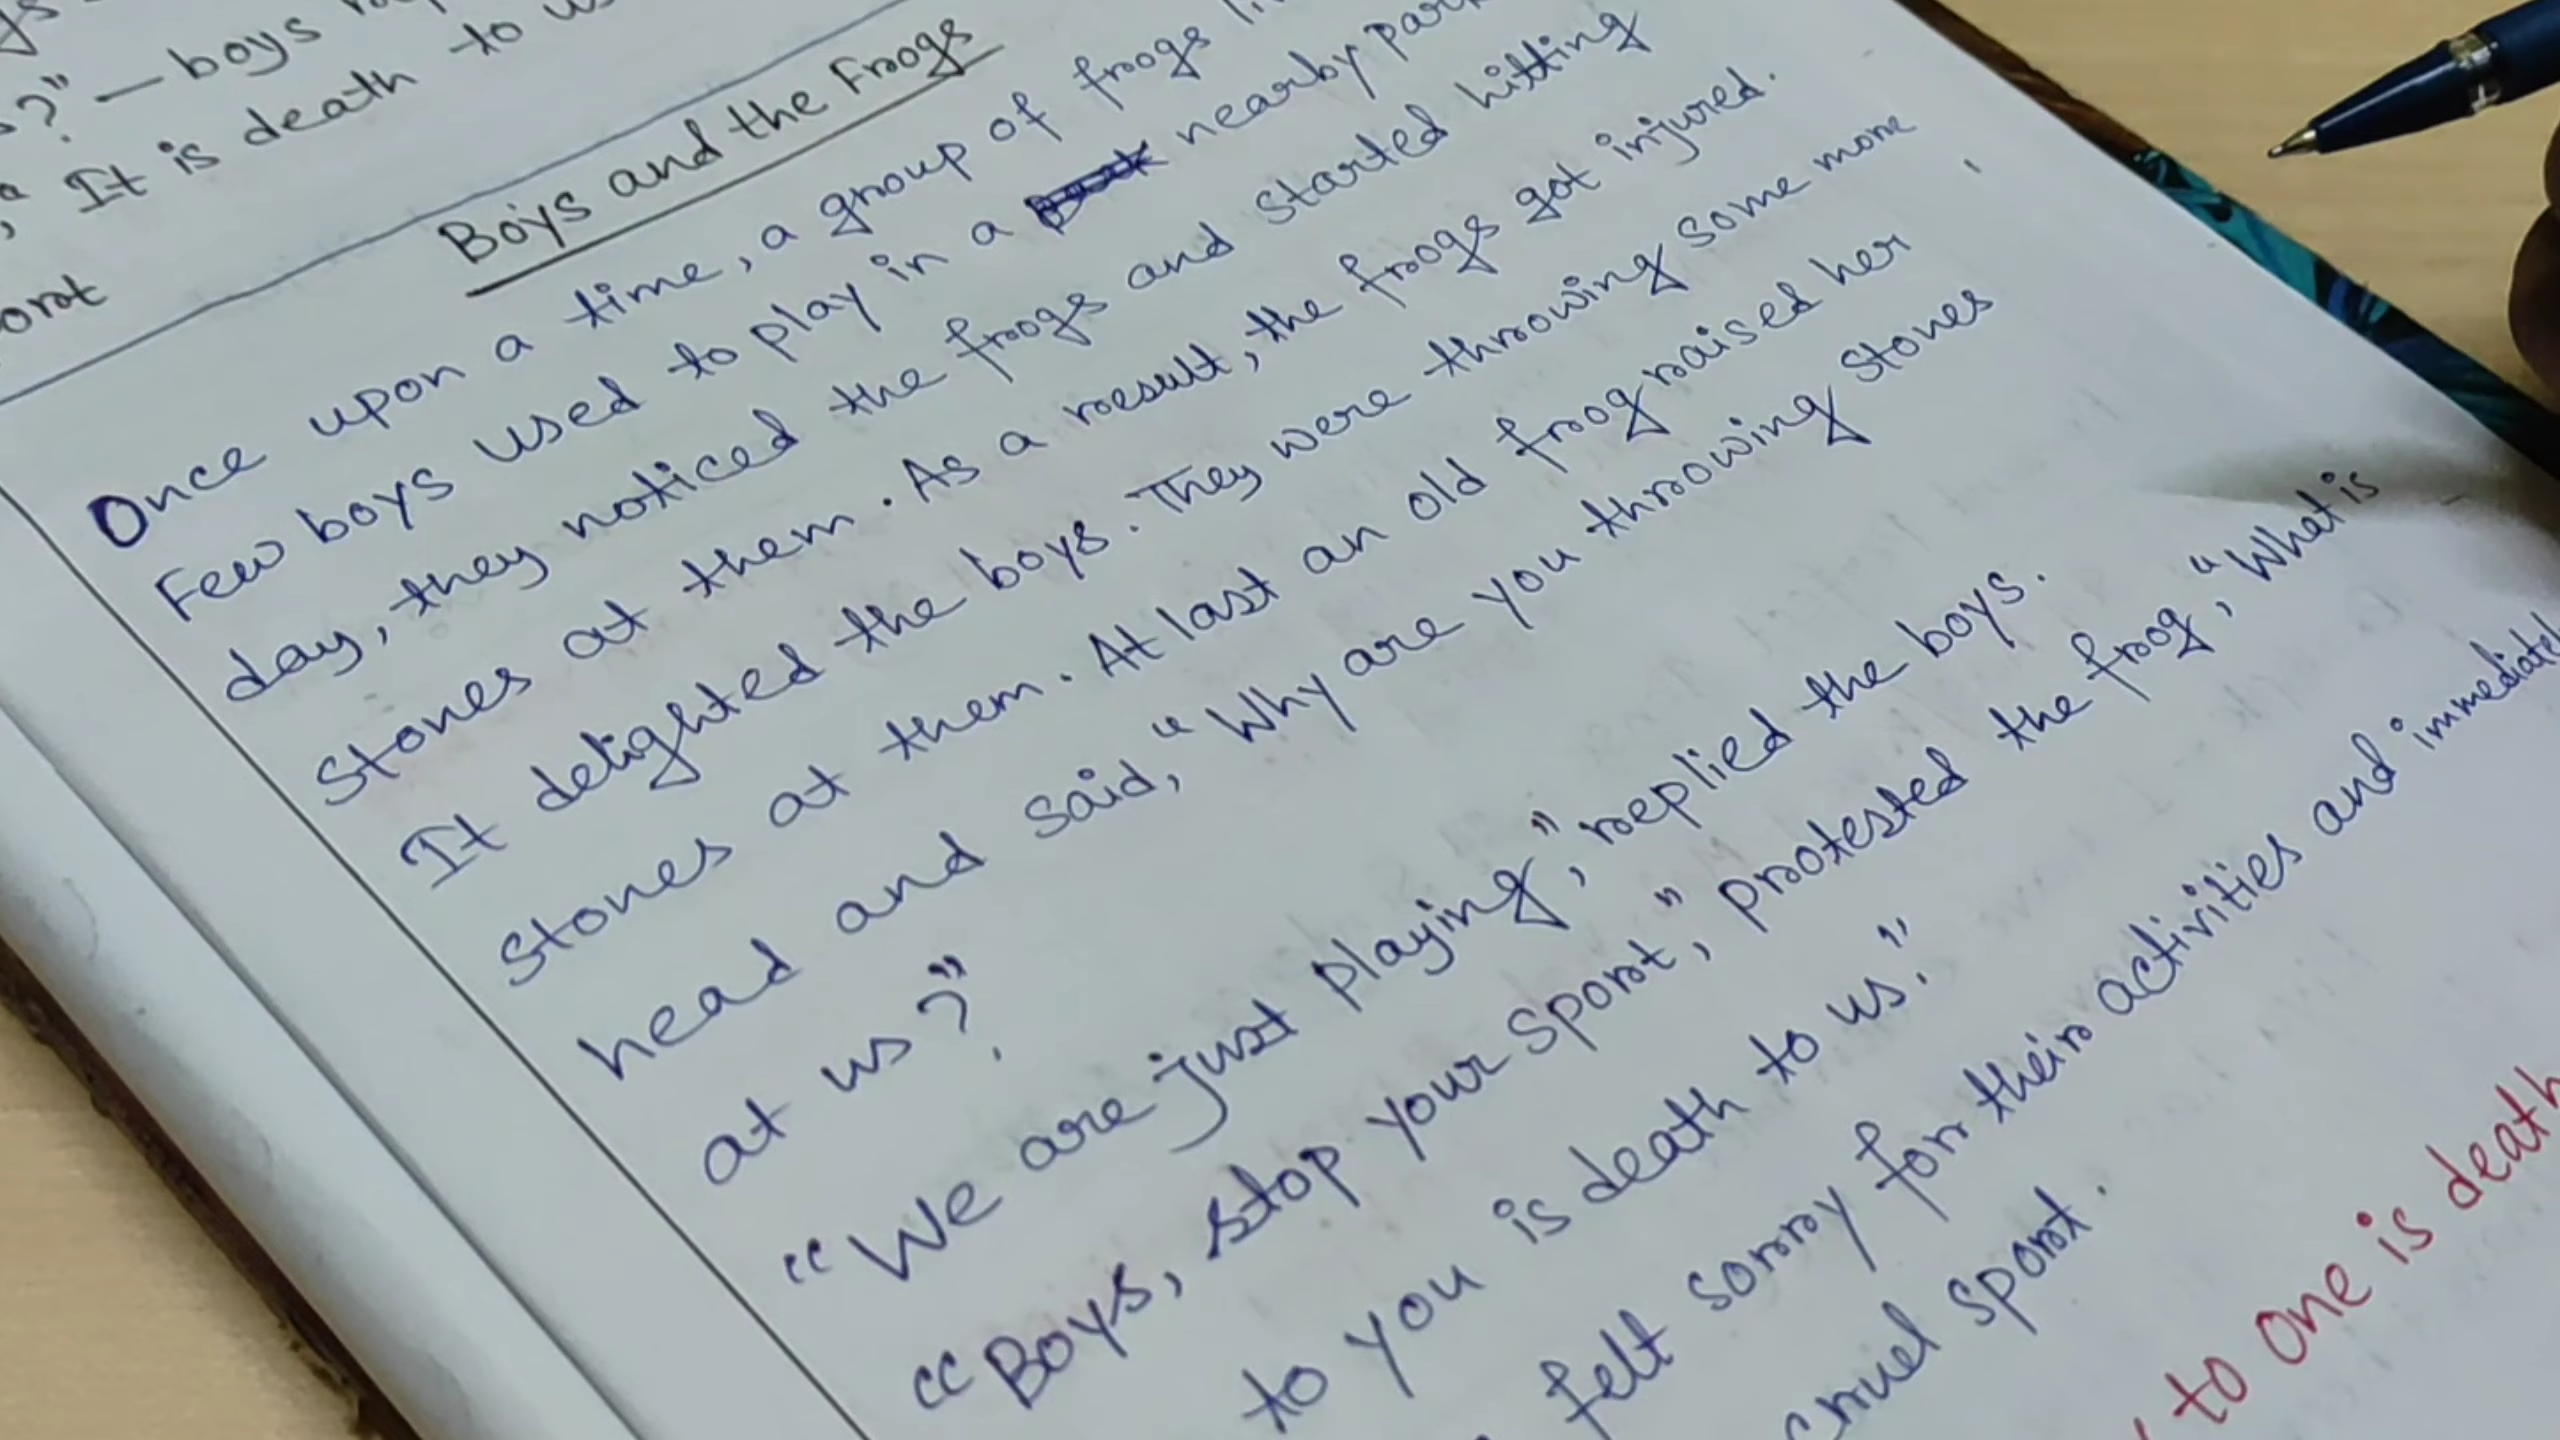 — boys
It is death to
Boys and the Frogs
Once upon a time, a group of frogs
Few boys used to play in a nearby
day, they noticed the frogs and started hitting
stones at them. As a result, the frogs got injured.
It delighted the boys. They were throwing some more
stones at them. At last an old frog raised her
head and said, "Why are you throwing stones
at us?"
"We are just playing", replied the boys.
"Boys, stop your sport", protested the frog, "What is
to you is death to us."
felt sorry for their activities and
cruel sport.
to one is death